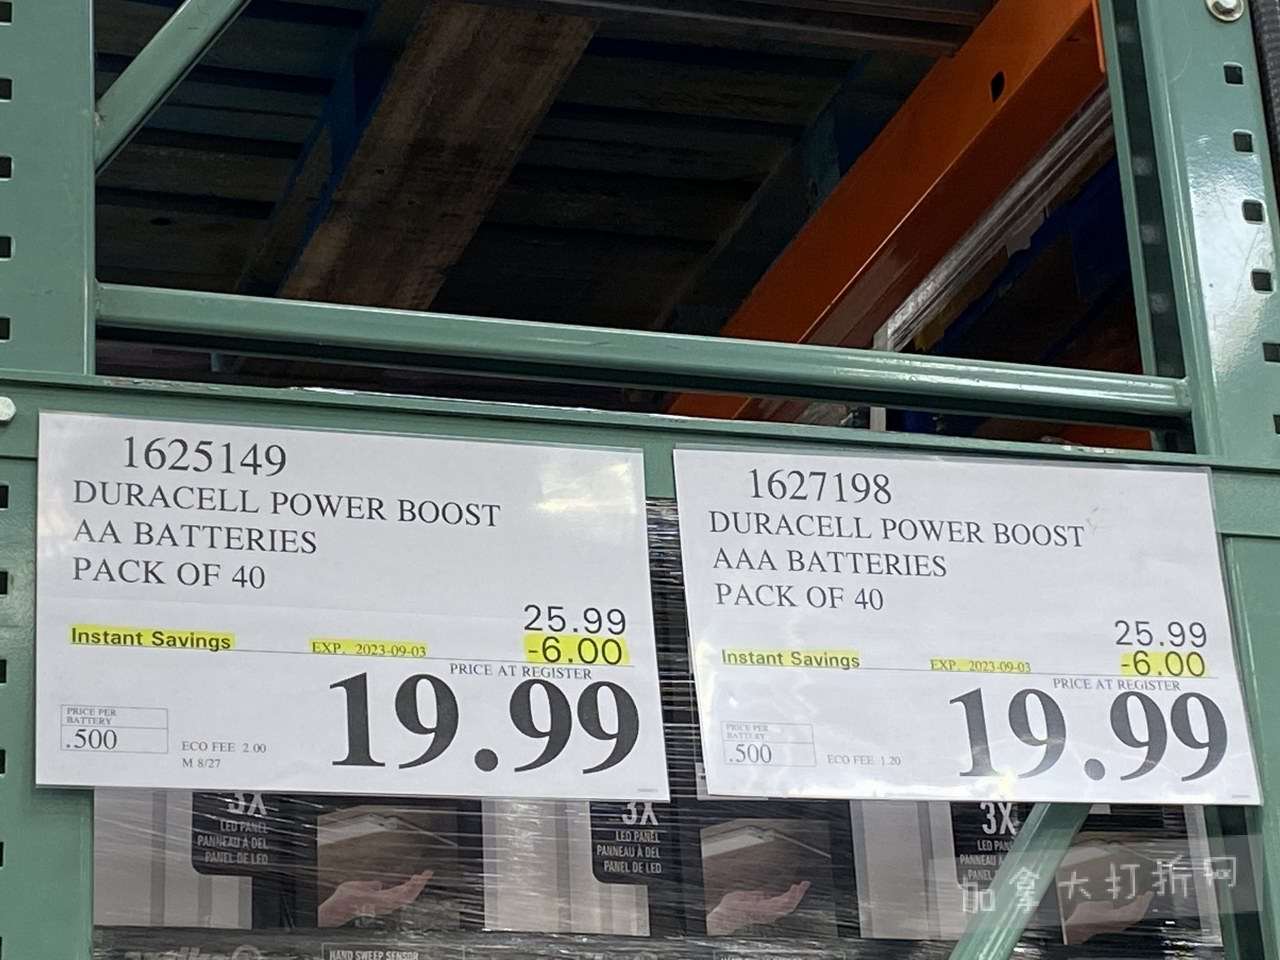 1625149
DURACELL POWER BOOST
AA BATTERIES
PACK OF 40
25.99
Instant Savings EXP. 2023-09-03 -6.00
PRICE AT REGISTER
19.99
PRICE PER
BATTERY
.500
ECO FEE 2.00
M 8/27
1627198
DURACELL POWER BOOST
AAA BATTERIES
PACK OF 40
25.99
Instant Savings EXP. 2023-09-03 -6.00
PRICE AT REGISTER
19.99
PRICE PER
BATTERY
.500
ECO FEE 1.20
3X
LED PANEL
PANNEAU À DEL
PANEL DE LED
3X
LED PANEL
PANNEAU À DEL
PANEL DE LED
3X
LED PAN
PANNEAU
PANEL
HAND SWEEP SENSOR
加拿大打折网